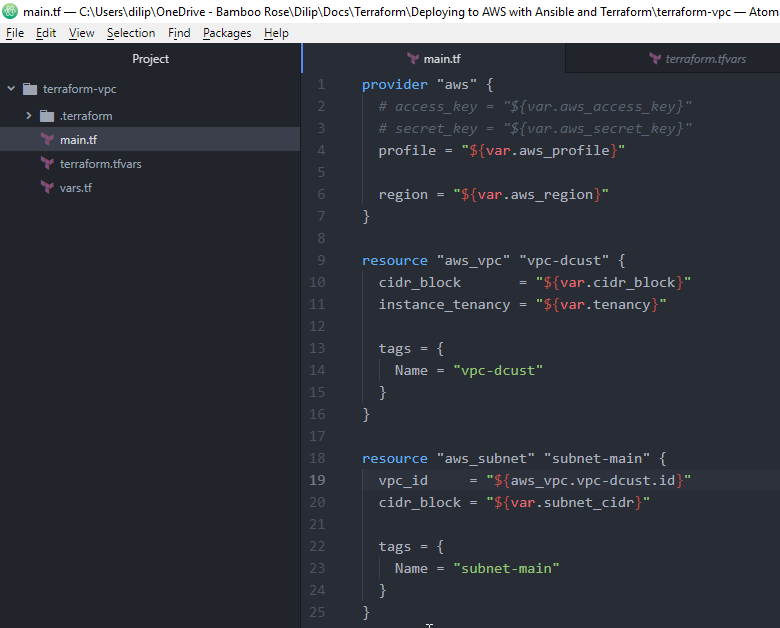 main.tf — C:\Users\dilip\OneDrive - Bamboo Rose\Dilip\Docs\Terraform\Deploying to AWS with Ansible and Terraform\terraform-vpc — Atom
File Edit View Selection Find Packages Help
Project
terraform-vpc
.terraform
main.tf
terraform.tfvars
vars.tf
main.tf
terraform.tfvars
1 provider "aws" {
2 # access_key = "${var.aws_access_key}"
3 # secret_key = "${var.aws_secret_key}"
4 profile = "${var.aws_profile}"
5
6 region = "${var.aws_region}"
7 }
8
9 resource "aws_vpc" "vpc-dcust" {
10 cidr_block       = "${var.cidr_block}"
11 instance_tenancy = "${var.tenancy}"
12
13 tags = {
14 Name = "vpc-dcust"
15 }
16 }
17
18 resource "aws_subnet" "subnet-main" {
19 vpc_id     = "${aws_vpc.vpc-dcust.id}"
20 cidr_block = "${var.subnet_cidr}"
21
22 tags = {
23 Name = "subnet-main"
24 }
25 }